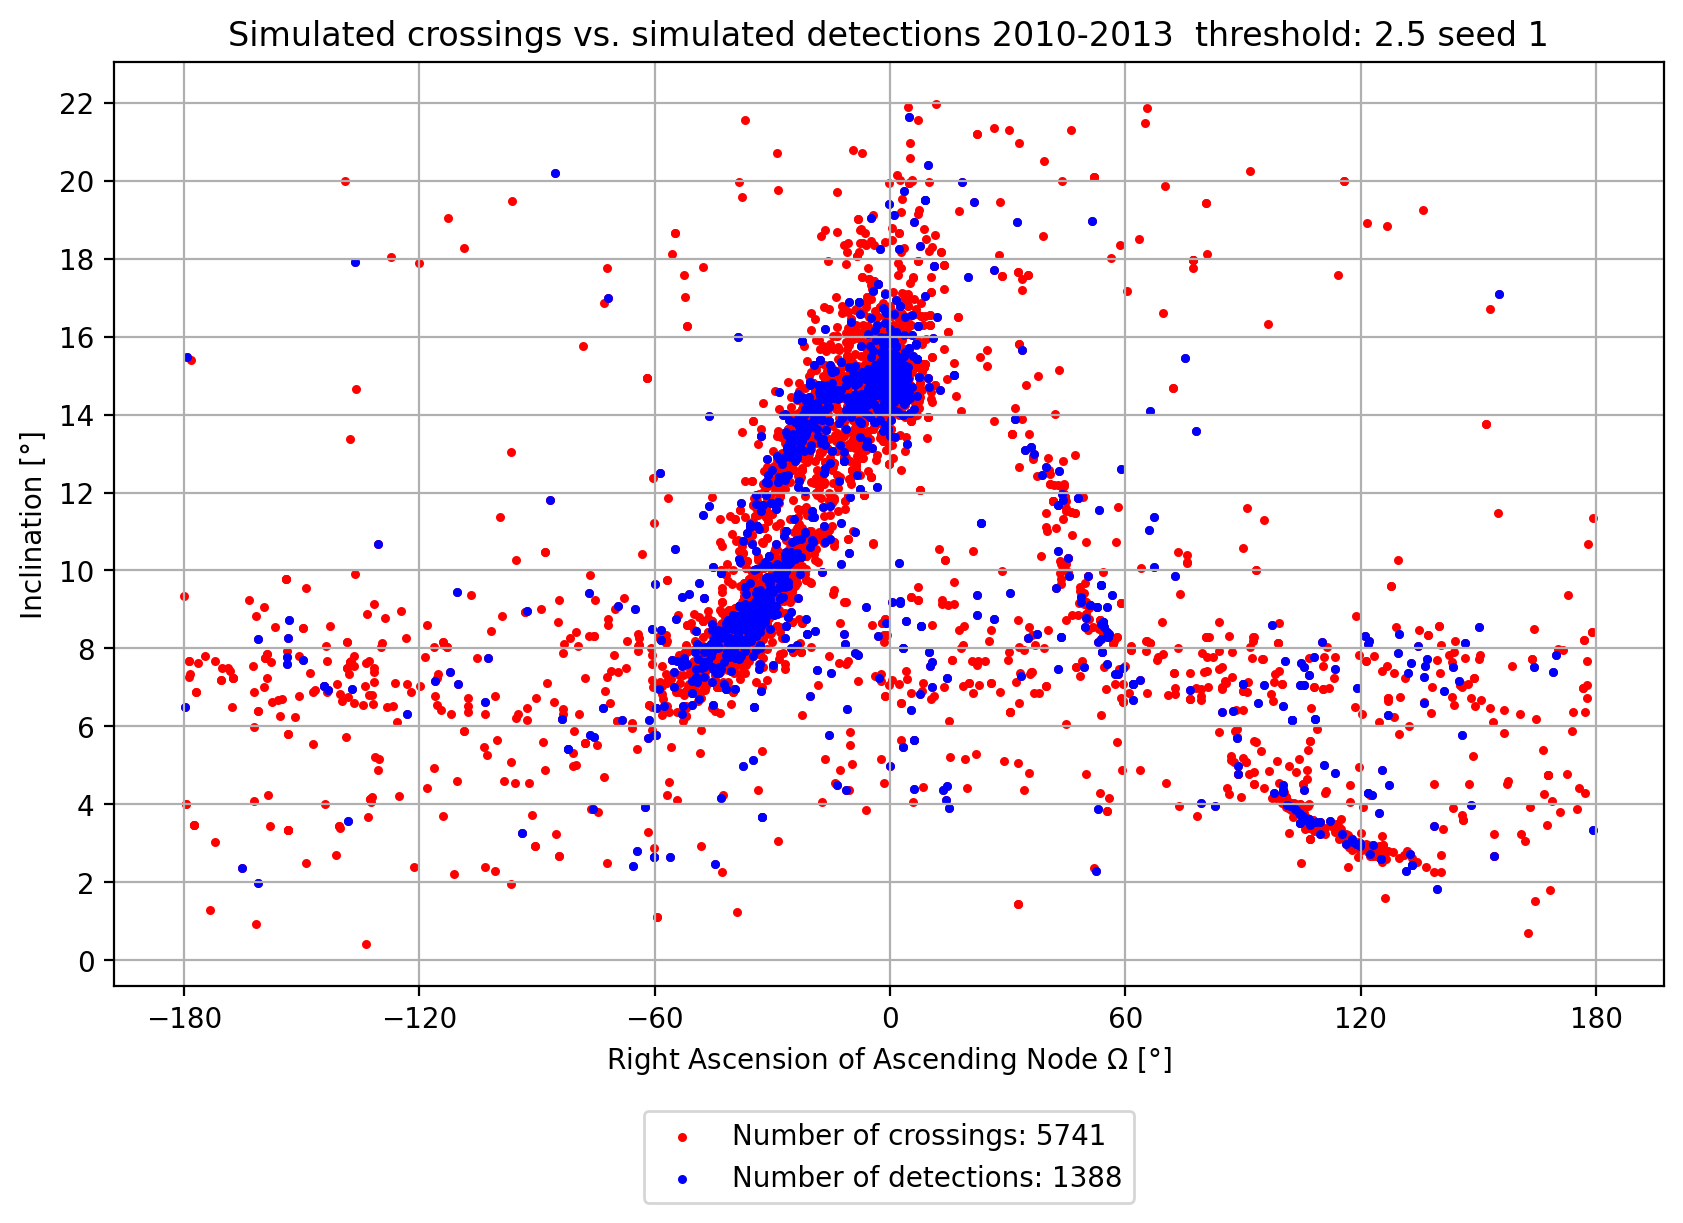 Simulated crossings vs. simulated detections 2010-2013  threshold: 2.5 seed 1
22
20
18
16
14
12
10
8
6
4
2
0
Inclination [°]
−180 −120 −60 0 60 120 180
Right Ascension of Ascending Node Ω [°]
Number of crossings: 5741
Number of detections: 1388